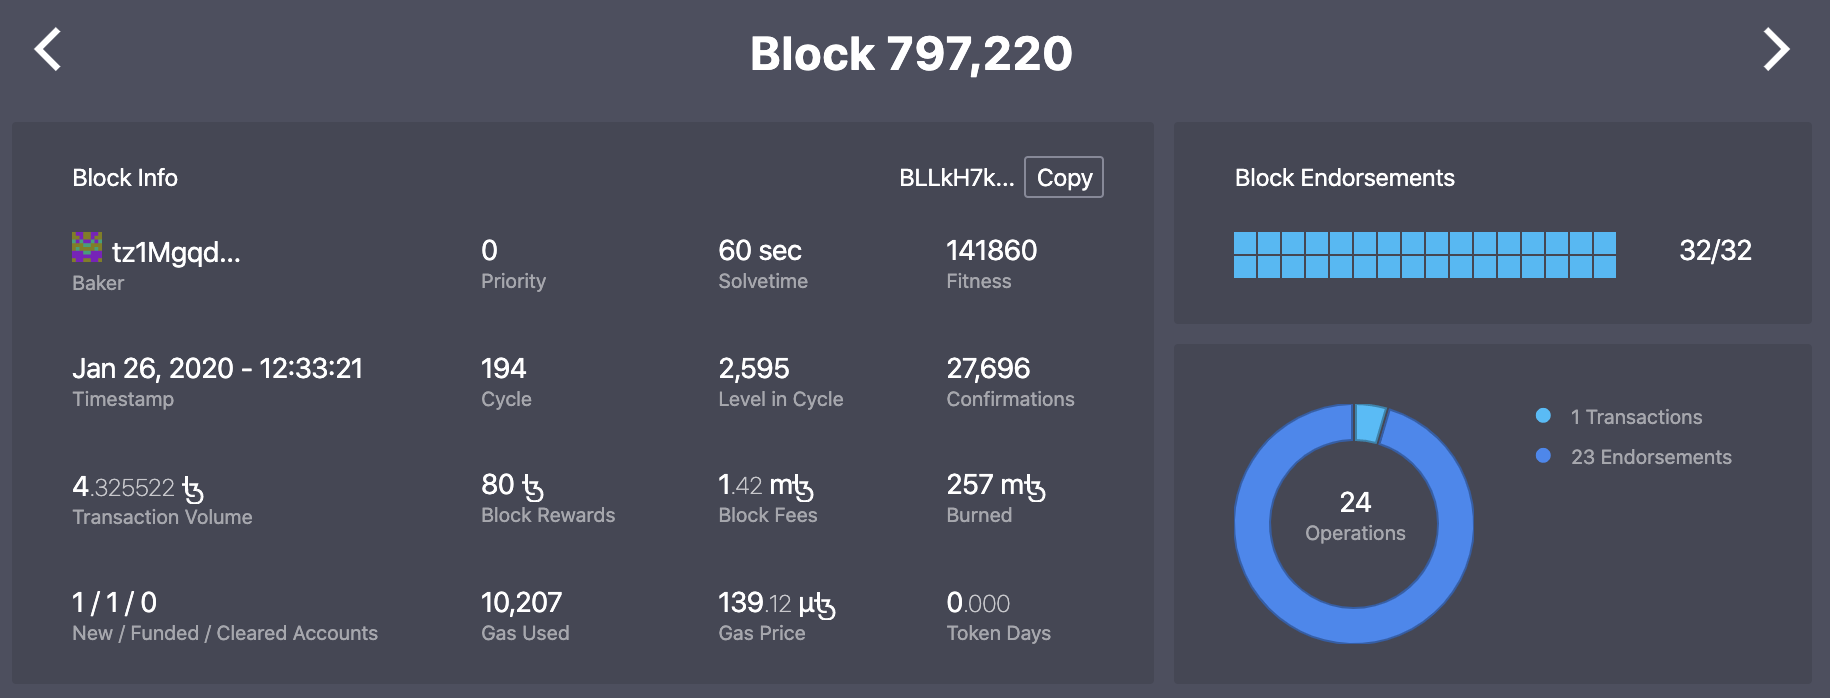 Block 797,220
Block Info
BLLkH7k...
Copy
tz1Mgqd...
Baker
0
Priority
60 sec
Solvetime
141860
Fitness
Jan 26, 2020 - 12:33:21
Timestamp
194
Cycle
2,595
Level in Cycle
27,696
Confirmations
4.325522 ꜩ
Transaction Volume
80 ꜩ
Block Rewards
1.42 mꜩ
Block Fees
257 mꜩ
Burned
1 / 1 / 0
New / Funded / Cleared Accounts
10,207
Gas Used
139.12 µꜩ
Gas Price
0.000
Token Days
Block Endorsements
32/32
24
Operations
1 Transactions
23 Endorsements